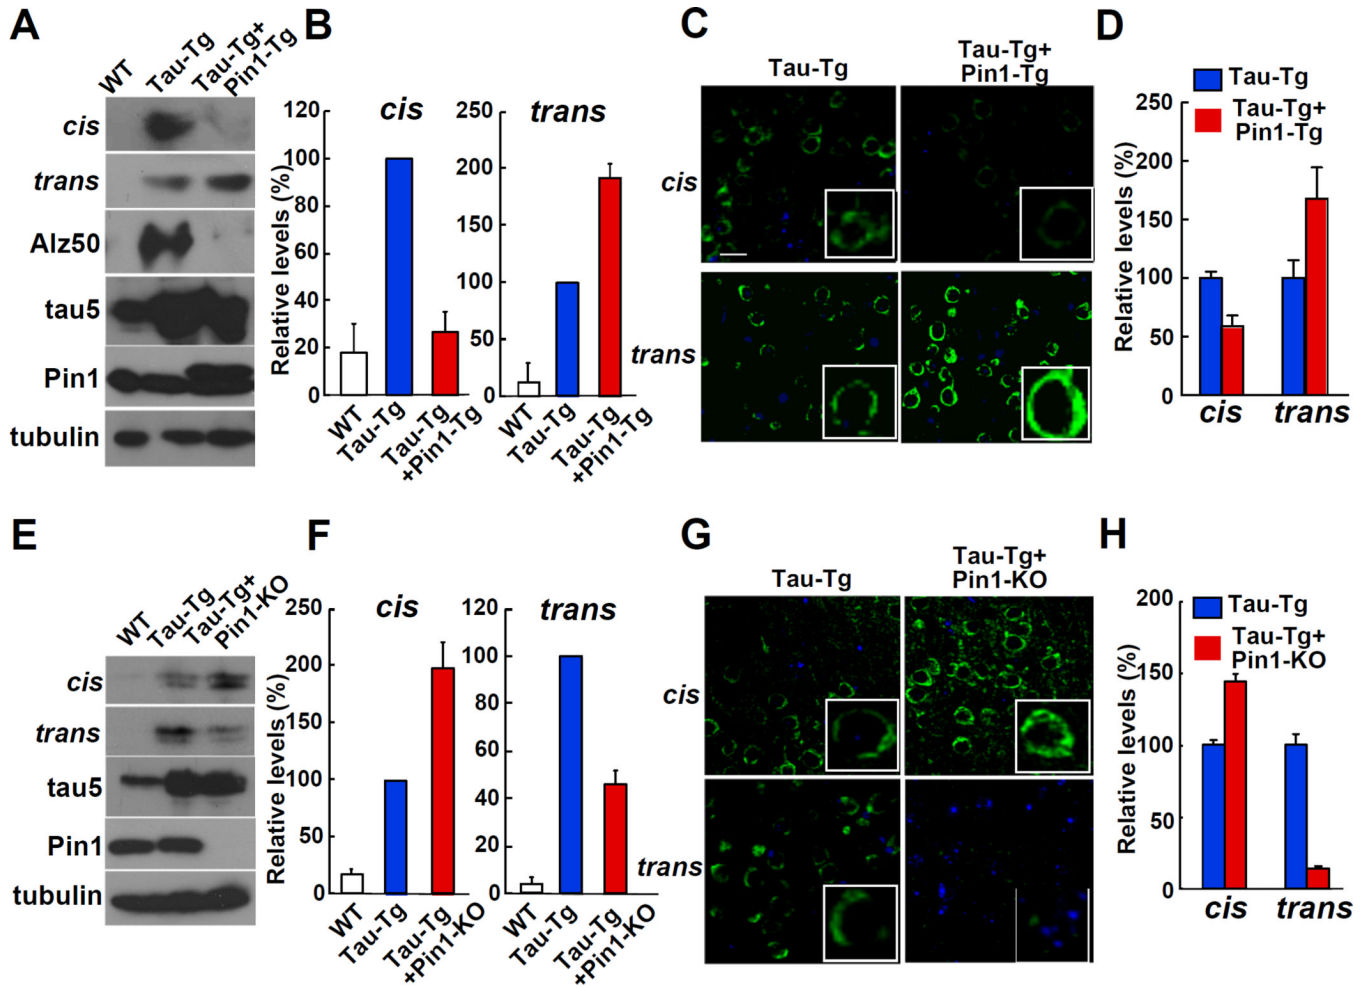 A
WT
Tau-Tg
Tau-Tg+
Pin1-Tg
cis
trans
Alz50
tau5
Pin1
tubulin
B
Relative levels (%)
120
100
80
60
40
20
0
cis
WT
Tau-Tg
Tau-Tg
+Pin1-Tg
250
200
150
100
50
0
trans
WT
Tau-Tg
Tau-Tg
+Pin1-Tg
C
Tau-Tg
Tau-Tg+
Pin1-Tg
cis
trans
D
Tau-Tg
Tau-Tg+
Pin1-Tg
Relative levels (%)
250
200
150
100
50
0
cis
trans
E
WT
Tau-Tg
Tau-Tg+
Pin1-KO
cis
trans
tau5
Pin1
tubulin
F
Relative levels (%)
250
200
150
100
50
0
cis
WT
Tau-Tg
Tau-Tg
+Pin1-KO
120
100
80
60
40
20
0
trans
WT
Tau-Tg
Tau-Tg
+Pin1-KO
G
Tau-Tg
Tau-Tg+
Pin1-KO
cis
trans
H
Tau-Tg
Tau-Tg+
Pin1-KO
Relative levels (%)
200
150
100
50
0
cis
trans